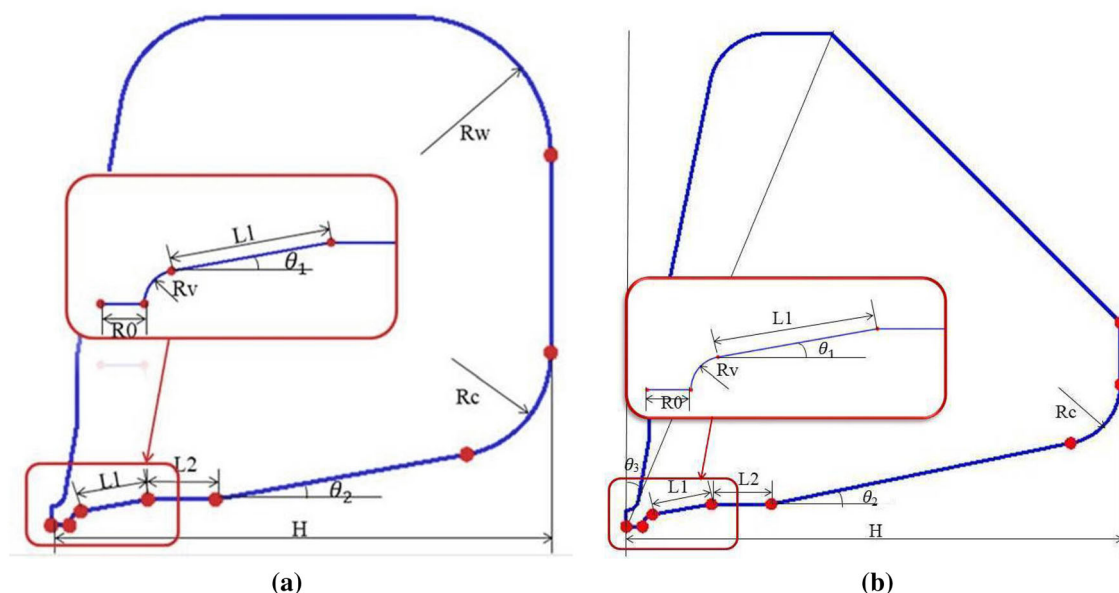 Rw
L1
θ₁
Rv
R0
Rc
L1
L2
θ₂
H
(a)
L1
θ₁
Rv
R0
Rc
θ₃
L1
L2
θ₂
H
(b)